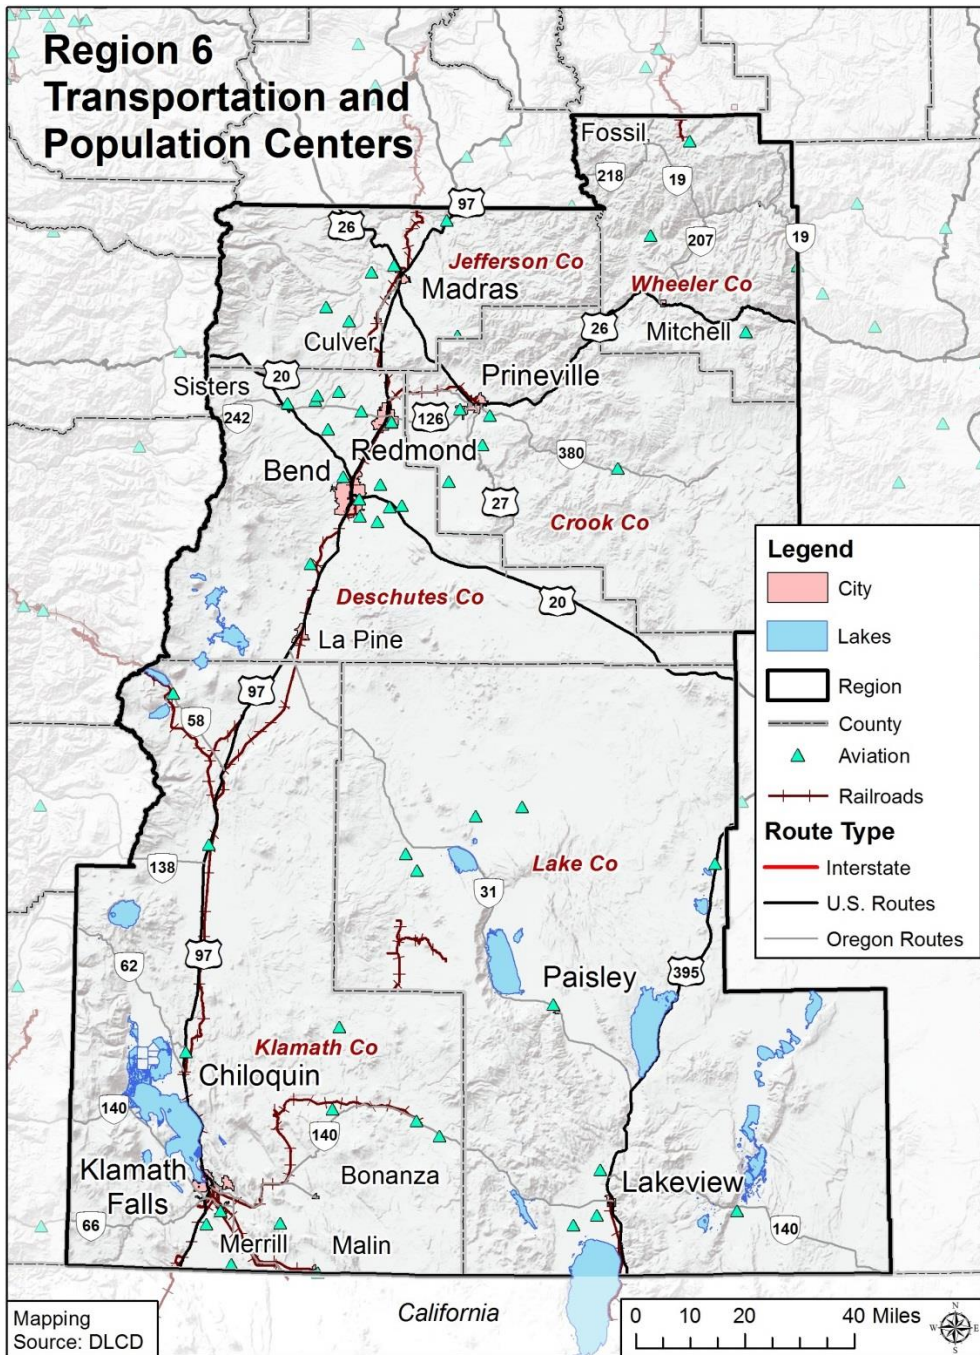 Region 6
Transportation and
Population Centers
Fossil
218
19
97
26
207
19
Jefferson Co
Wheeler Co
Madras
26
Mitchell
Culver
20
Prineville
Sisters
242
126
Redmond
380
Bend
27
Crook Co
Deschutes Co
20
La Pine
97
58
Legend
City
Lakes
Region
County
Aviation
Railroads
Route Type
Interstate
U.S. Routes
Oregon Routes
138
Lake Co
31
97
62
395
Paisley
Klamath Co
Chiloquin
140
140
Klamath
Falls
Bonanza
Lakeview
66
Merrill
Malin
140
Mapping
Source: DLCD
California
0 10 20 40 Miles
N
W E
S